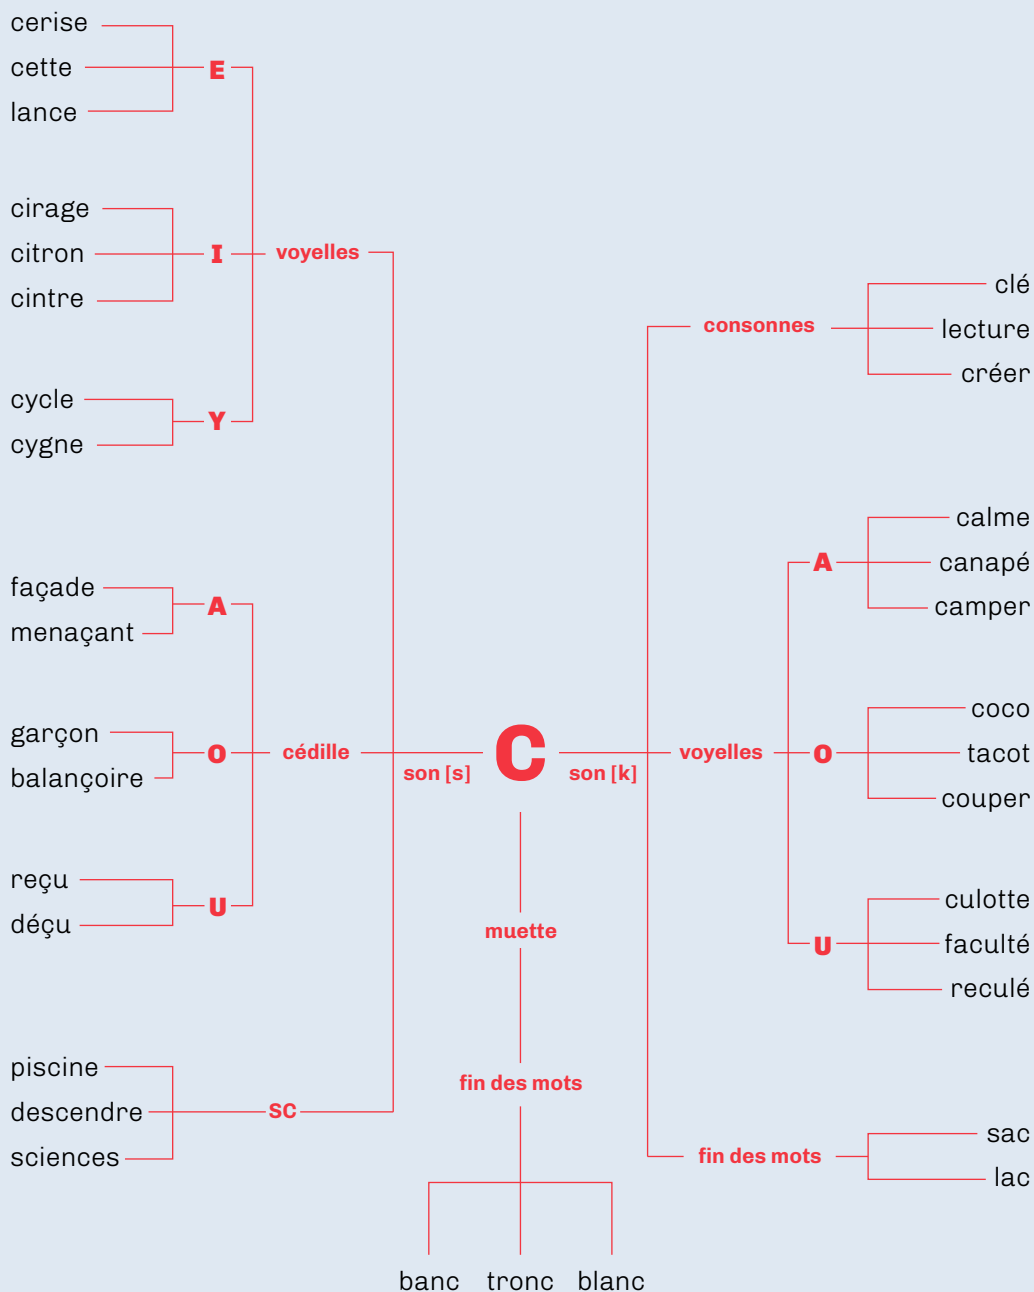 cerise
cette
lance
E
cirage
citron
cintre
I
voyelles
cycle
cygne
Y
façade
menaçant
A
garçon
balançoire
O
cédille
reçu
déçu
U
piscine
descendre
sciences
SC
son [s]
C
son [k]
muette
fin des mots
banc tronc blanc
consonnes
clé
lecture
créer
voyelles
A
calme
canapé
camper
O
coco
tacot
couper
U
culotte
faculté
reculé
fin des mots
sac
lac